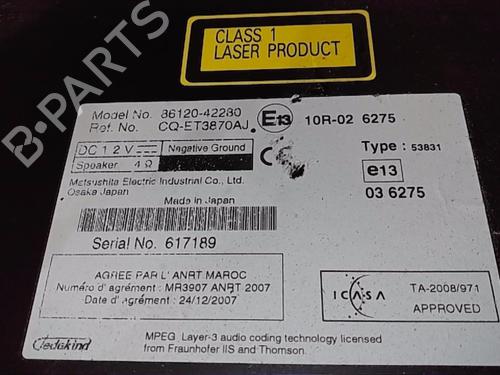 CLASS 1
LASER PRODUCT
Model No. 86120-42280
Ref. No. CQ-ET3870AJ
E13 10R-02 6275
DC 12V Negative Ground
Speaker 4 Ω
CE
Type : 53831
e13
03 6275
Matsushita Electric Industrial Co., Ltd.
Osaka Japan
Made in Japan
Serial No. 617189
AGREE PAR L' ANRT MAROC
Numéro d' agrément : MR3907 ANRT 2007
Date d' agrément : 24/12/2007
ICASA
TA-2008/971
APPROVED
MPEG Layer-3 audio coding technology licensed
from Fraunhofer IIS and Thomson.
B-PARTS